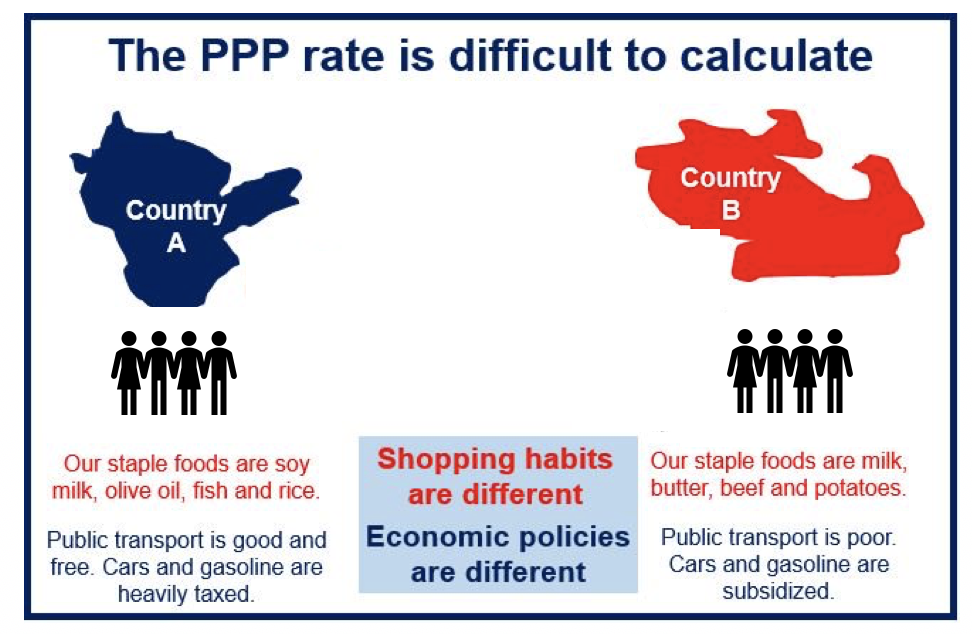 The PPP rate is difficult to calculate
Country
A
Country
B
Our staple foods are soy
milk, olive oil, fish and rice.
Public transport is good and
free. Cars and gasoline are
heavily taxed.
Shopping habits
are different
Economic policies
are different
Our staple foods are milk,
butter, beef and potatoes.
Public transport is poor.
Cars and gasoline are
subsidized.